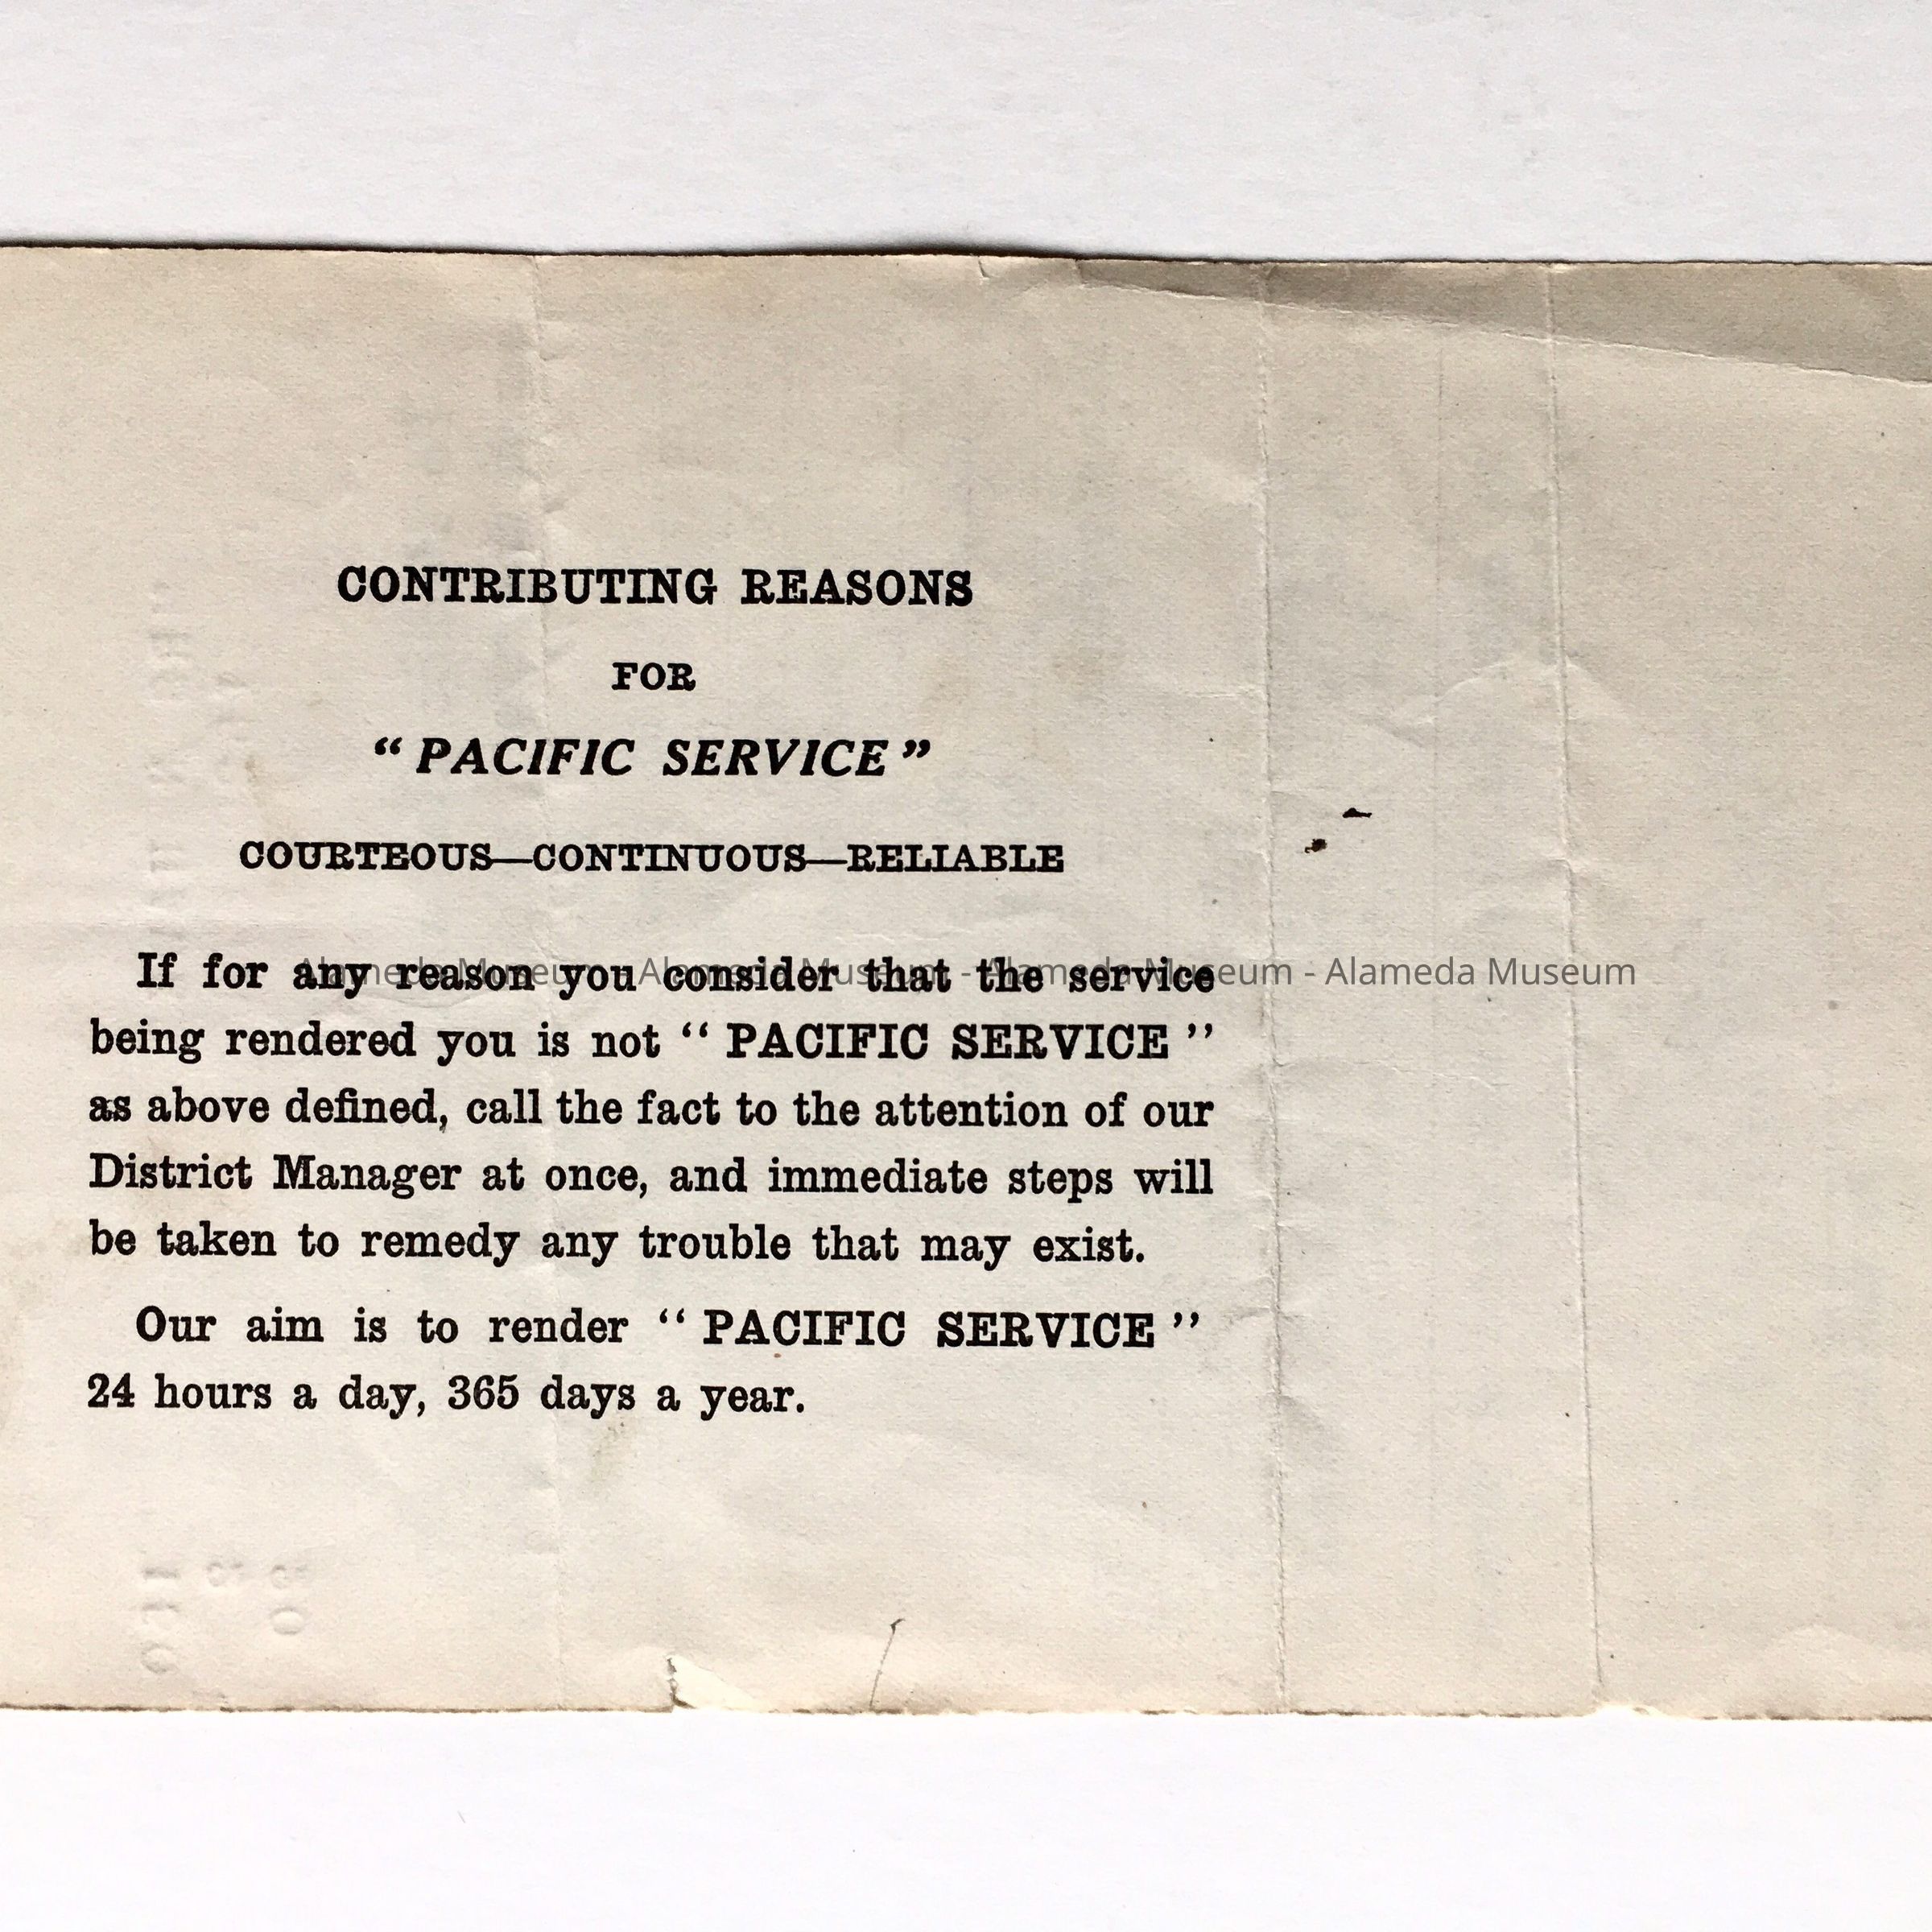 CONTRIBUTING REASONS
FOR
“ PACIFIC SERVICE ”
COURTEOUS—CONTINUOUS—RELIABLE
If for any reason you consider that the service
being rendered you is not “ PACIFIC SERVICE ”
as above defined, call the fact to the attention of our
District Manager at once, and immediate steps will
be taken to remedy any trouble that may exist.
Our aim is to render “ PACIFIC SERVICE ”
24 hours a day, 365 days a year.
Alameda Museum - Alameda Museum - Alameda Museum - Alameda Museum